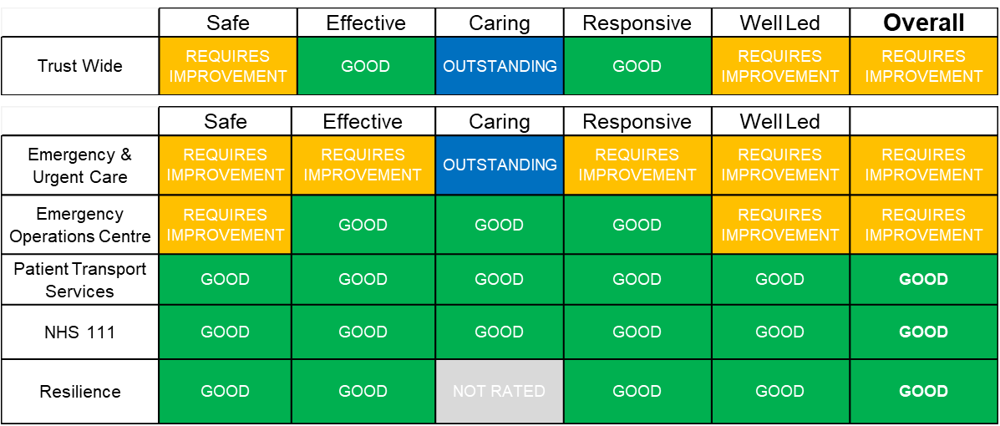 Safe Effective Caring Responsive Well Led Overall
Trust Wide REQUIRES IMPROVEMENT GOOD OUTSTANDING GOOD REQUIRES IMPROVEMENT REQUIRES IMPROVEMENT
Safe Effective Caring Responsive Well Led
Emergency & Urgent Care REQUIRES IMPROVEMENT REQUIRES IMPROVEMENT OUTSTANDING REQUIRES IMPROVEMENT REQUIRES IMPROVEMENT REQUIRES IMPROVEMENT
Emergency Operations Centre REQUIRES IMPROVEMENT GOOD GOOD GOOD REQUIRES IMPROVEMENT REQUIRES IMPROVEMENT
Patient Transport Services GOOD GOOD GOOD GOOD GOOD GOOD
NHS 111 GOOD GOOD GOOD GOOD GOOD GOOD
Resilience GOOD GOOD NOT RATED GOOD GOOD GOOD